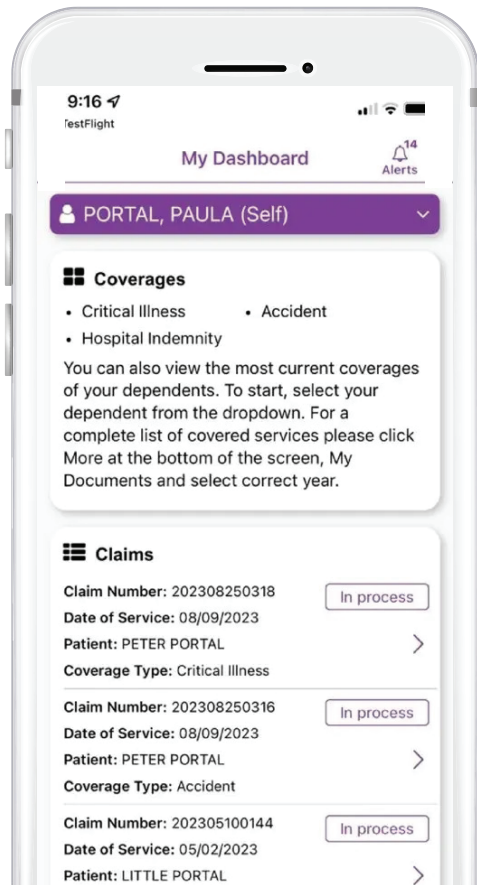 9:16
TestFlight
My Dashboard
14
Alerts
PORTAL, PAULA (Self)
Coverages
• Critical Illness • Accident
• Hospital Indemnity
You can also view the most current coverages
of your dependents. To start, select your
dependent from the dropdown. For a
complete list of covered services please click
More at the bottom of the screen, My
Documents and select correct year.
Claims
Claim Number: 202308250318
In process
Date of Service: 08/09/2023
Patient: PETER PORTAL
Coverage Type: Critical Illness
Claim Number: 202308250316
In process
Date of Service: 08/09/2023
Patient: PETER PORTAL
Coverage Type: Accident
Claim Number: 202305100144
In process
Date of Service: 05/02/2023
Patient: LITTLE PORTAL